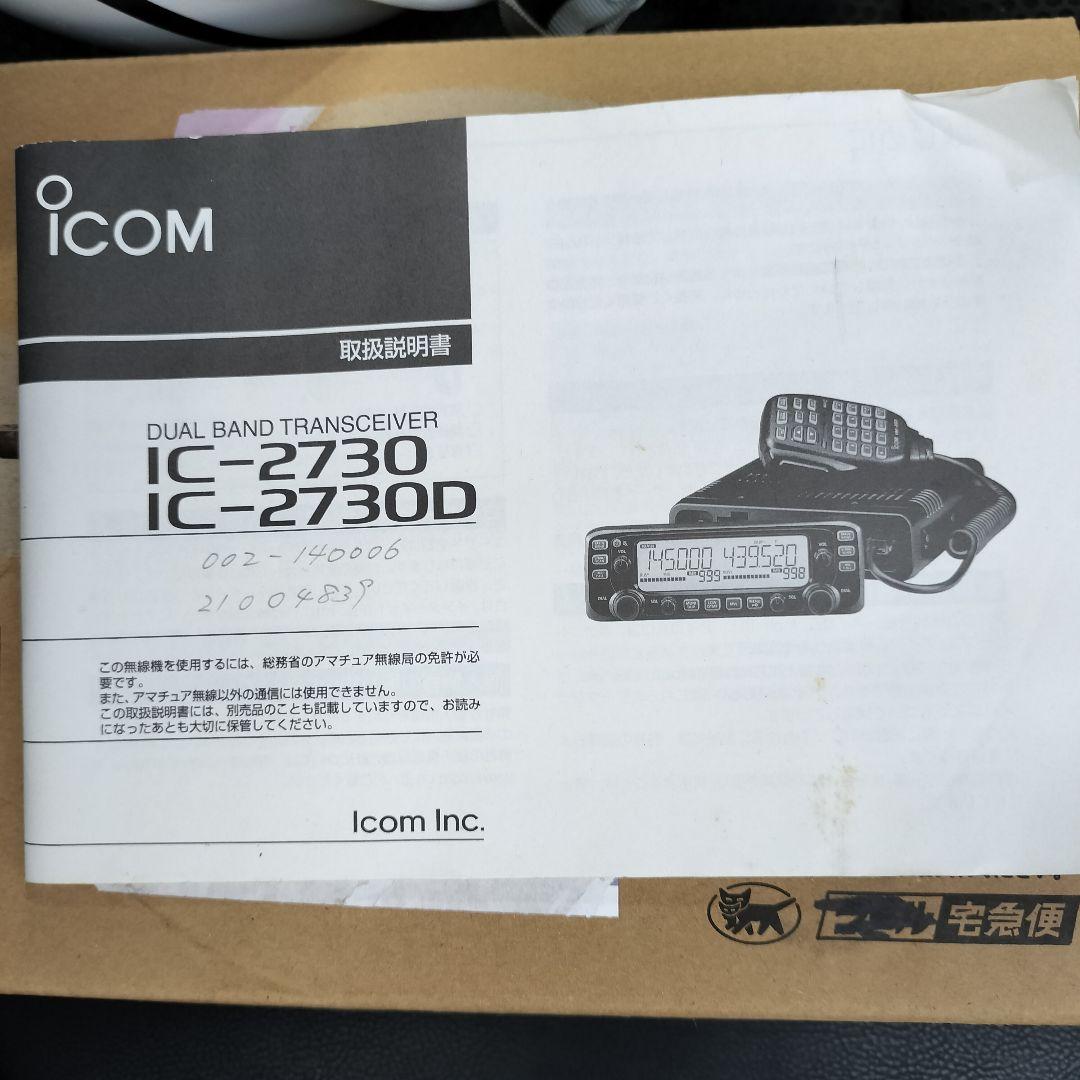 ICOM
取扱説明書
DUAL BAND TRANSCEIVER
IC-2730
IC-2730D
002-140006
21004839
この無線機を使用するには、総務省のアマチュア無線局の免許が必
要です。
また、アマチュア無線以外の通信には使用できません。
この取扱説明書には、別売品のことも記載していますので、お読み
になったあとも大切に保管してください。
Icom Inc.
145.000 439.520
999 998
宅急便